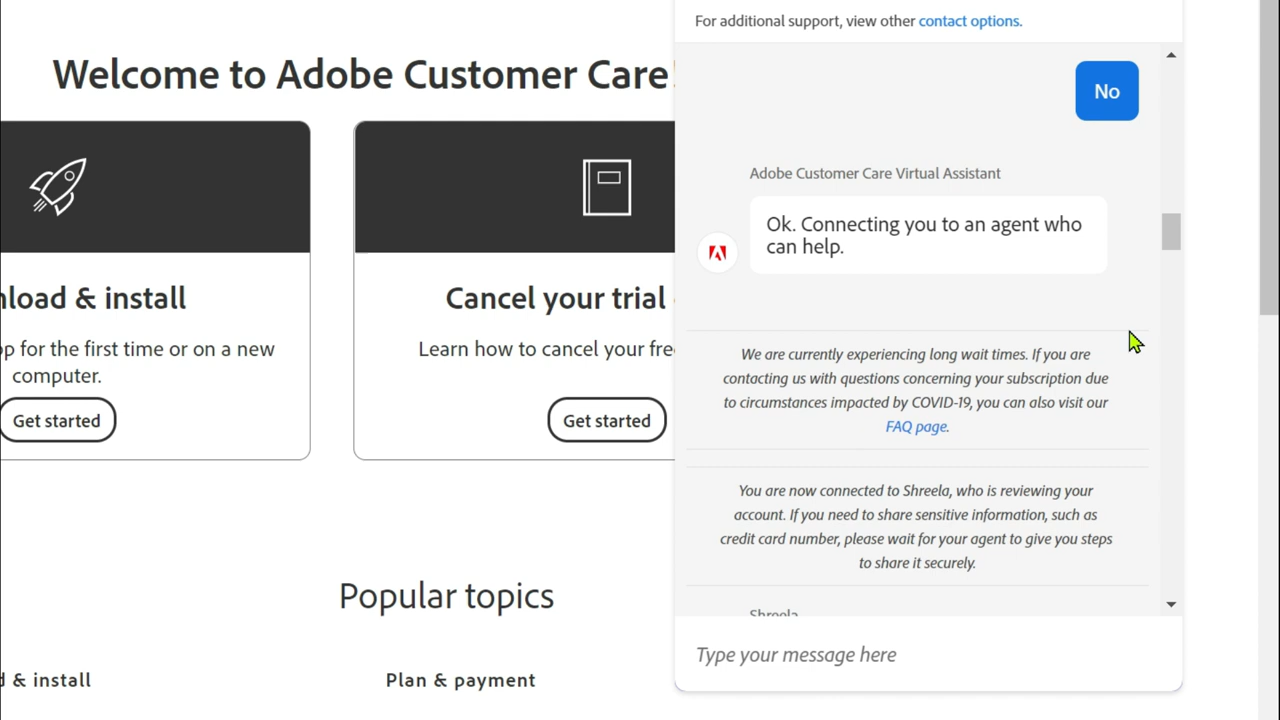 For additional support, view other contact options.
Welcome to Adobe Customer Care!
No
Adobe Customer Care Virtual Assistant
Ok. Connecting you to an agent who
can help.
nload & install
Cancel your trial
p for the first time or on a new
computer.
Learn how to cancel your fre
Get started
Get started
We are currently experiencing long wait times. If you are
contacting us with questions concerning your subscription due
to circumstances impacted by COVID-19, you can also visit our
FAQ page.
You are now connected to Shreela, who is reviewing your
account. If you need to share sensitive information, such as
credit card number, please wait for your agent to give you steps
to share it securely.
Shreela
Popular topics
d & install
Plan & payment
Type your message here